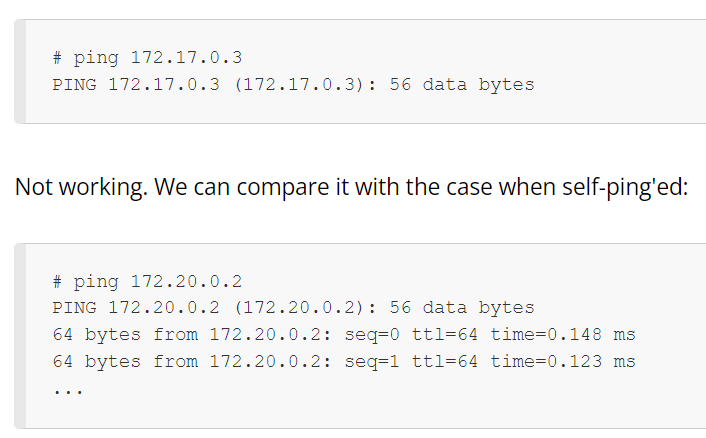 # ping 172.17.0.3
PING 172.17.0.3 (172.17.0.3): 56 data bytes
Not working. We can compare it with the case when self-ping'ed:
# ping 172.20.0.2
PING 172.20.0.2 (172.20.0.2): 56 data bytes
64 bytes from 172.20.0.2: seq=0 ttl=64 time=0.148 ms
64 bytes from 172.20.0.2: seq=1 ttl=64 time=0.123 ms
...